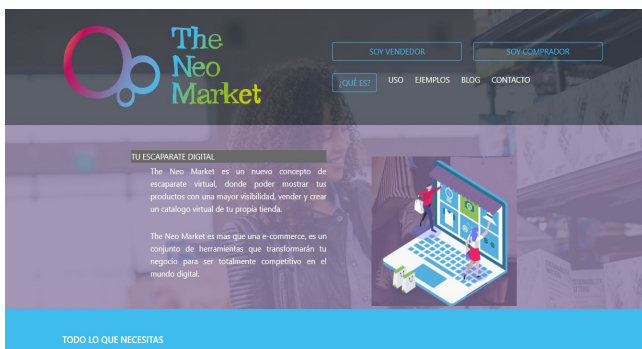 The
Neo
Market
SOY VENDEDOR
SOY COMPRADOR
¿QUÉ ES?
USO
EJEMPLOS
BLOG
CONTACTO
TU ESCAPARATE DIGITAL
The Neo Market es un nuevo concepto de
escaparate virtual, donde poder mostrar tus
productos con una mayor visibilidad, vender y crear
un catalogo virtual de tu propia tienda.
The Neo Market es mas que una e-commerce, es un
conjunto de herramientas que transformarán tu
negocio para ser totalmente competitivo en el
mundo digital.
TODO LO QUE NECESITAS